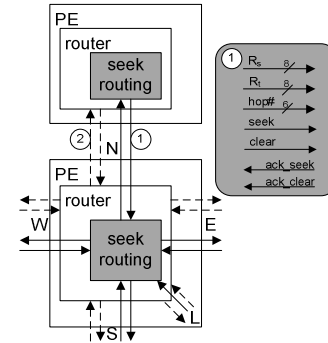 PE
router
seek
routing
2
N
1
PE
router
W
E
seek
routing
L
S
1
Rs 8
Rt 8
hop# 6
seek
clear
ack_seek
ack_clear